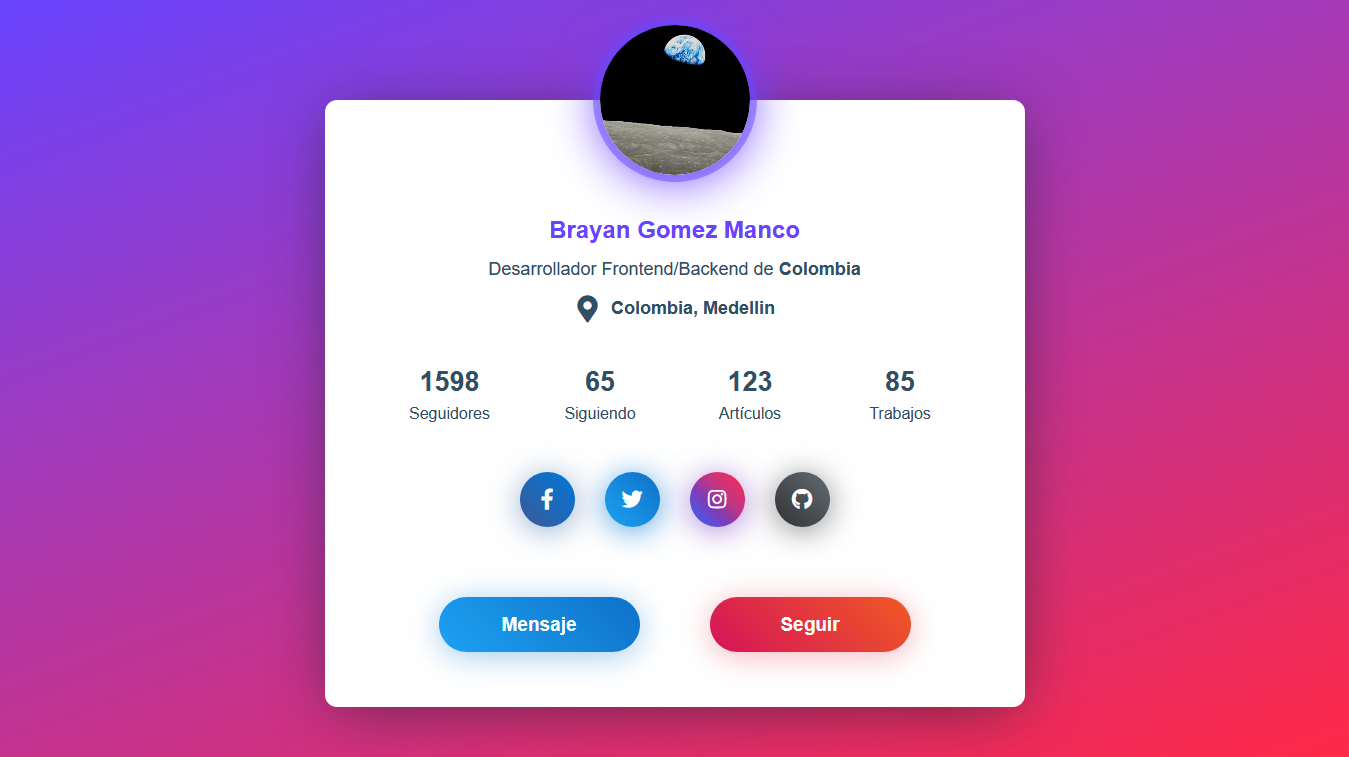 Brayan Gomez Manco
Desarrollador Frontend/Backend de Colombia
Colombia, Medellin
1598 65 123 85
Seguidores Siguiendo Artículos Trabajos
Mensaje Seguir